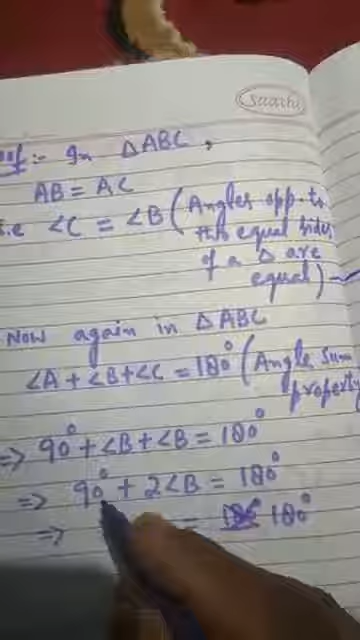 Saathi
:- In △ABC,
AB = AC
i.e ∠C = ∠B (Angles opp. to
the equal sides
of a △ are
equal)
Now again in △ABC
∠A + ∠B + ∠C = 180° (Angle sum
property
⇒ 90° + ∠B + ∠B = 180°
⇒ 90° + 2∠B = 180°
⇒ = 180°